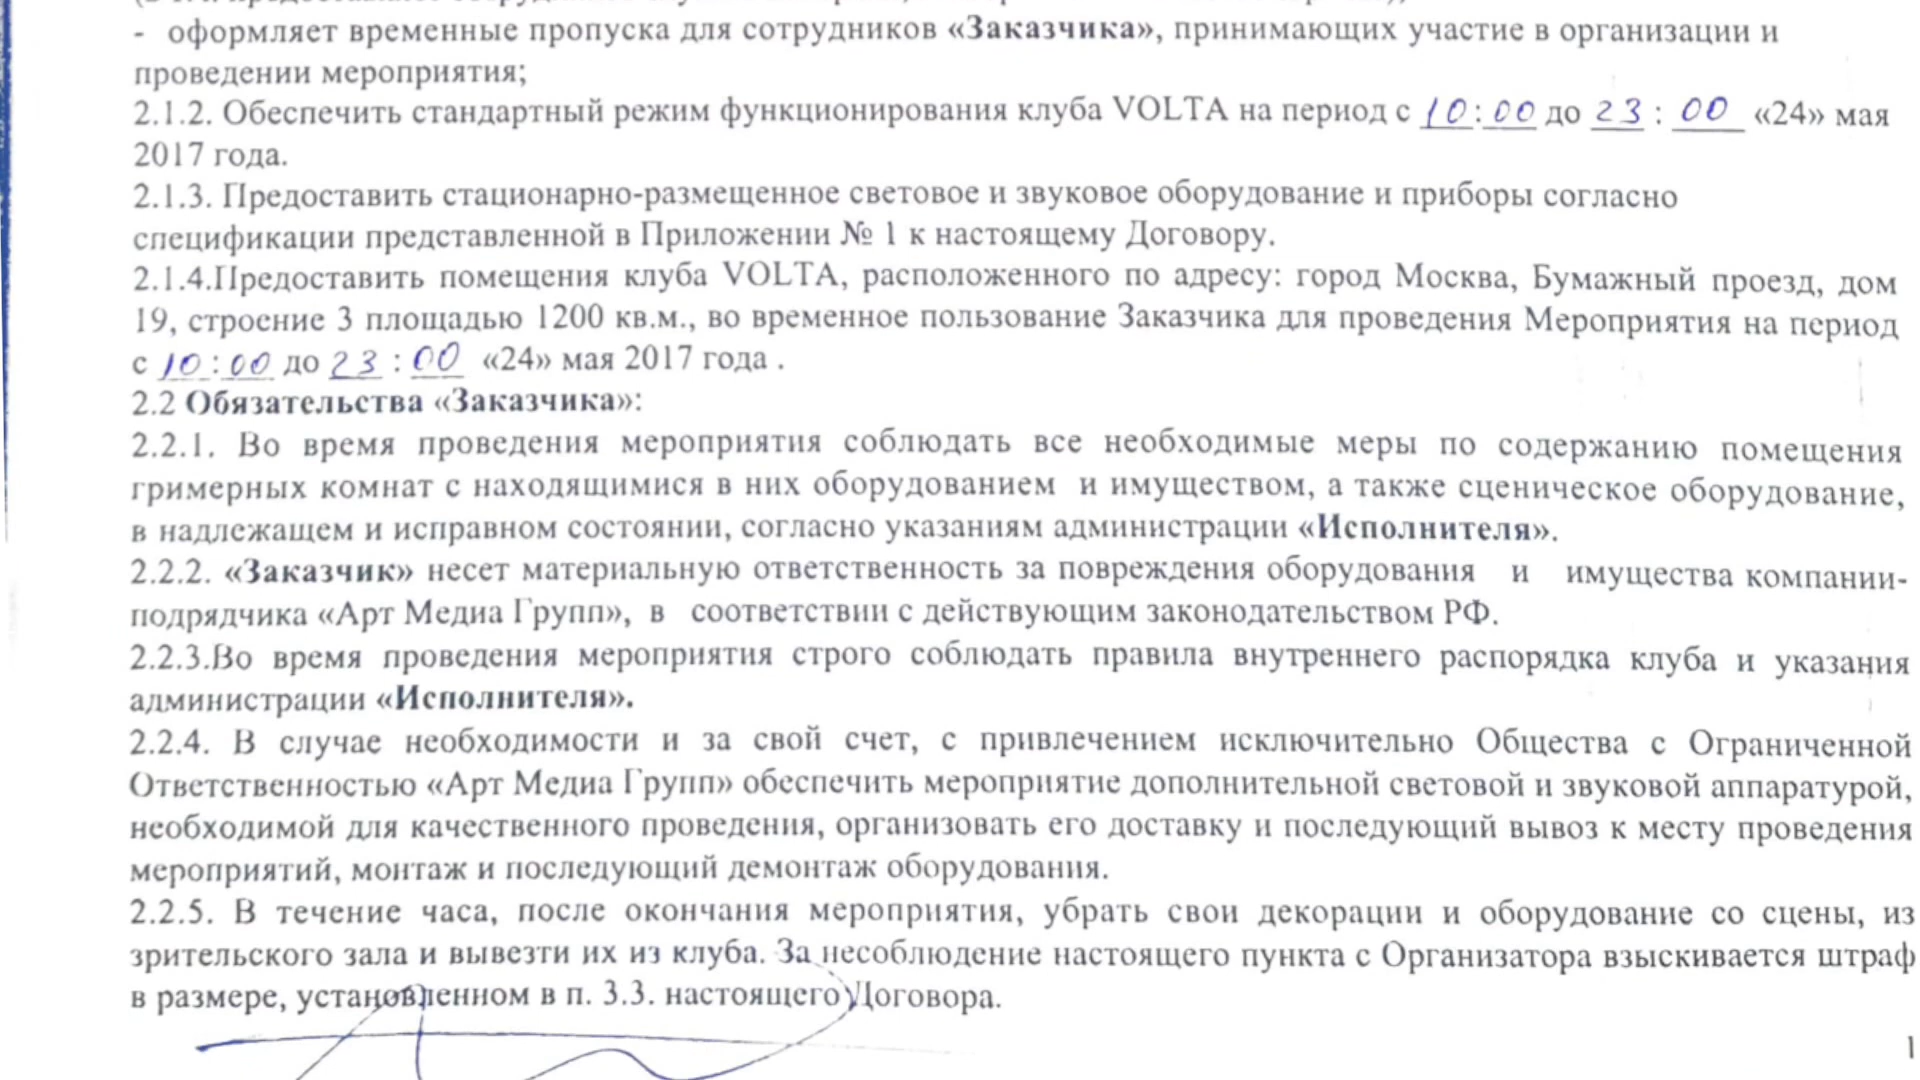 - оформляет временные пропуска для сотрудников «Заказчика», принимающих участие в организации и
проведении мероприятия;
2.1.2. Обеспечить стандартный режим функционирования клуба VOLTA на период с 10:00 до 23 : 00 «24» мая
2017 года.
2.1.3. Предоставить стационарно-размещенное световое и звуковое оборудование и приборы согласно
спецификации представленной в Приложении № 1 к настоящему Договору.
2.1.4.Предоставить помещения клуба VOLTA, расположенного по адресу: город Москва, Бумажный проезд, дом
19, строение 3 площадью 1200 кв.м., во временное пользование Заказчика для проведения Мероприятия на период
с 10:00 до 23 : 00 «24» мая 2017 года .
2.2 Обязательства «Заказчика»:
2.2.1. Во время проведения мероприятия соблюдать все необходимые меры по содержанию помещения
гримерных комнат с находящимися в них оборудованием и имуществом, а также сценическое оборудование,
в надлежащем и исправном состоянии, согласно указаниям администрации «Исполнителя».
2.2.2. «Заказчик» несет материальную ответственность за повреждения оборудования и имущества компании-
подрядчика «Арт Медиа Групп», в соответствии с действующим законодательством РФ.
2.2.3.Во время проведения мероприятия строго соблюдать правила внутреннего распорядка клуба и указания
администрации «Исполнителя».
2.2.4. В случае необходимости и за свой счет, с привлечением исключительно Общества с Ограниченной
Ответственностью «Арт Медиа Групп» обеспечить мероприятие дополнительной световой и звуковой аппаратурой,
необходимой для качественного проведения, организовать его доставку и последующий вывоз к месту проведения
мероприятий, монтаж и последующий демонтаж оборудования.
2.2.5. В течение часа, после окончания мероприятия, убрать свои декорации и оборудование со сцены, из
зрительского зала и вывезти их из клуба. За несоблюдение настоящего пункта с Организатора взыскивается штраф
в размере, установленном в п. 3.3. настоящего Договора.
1